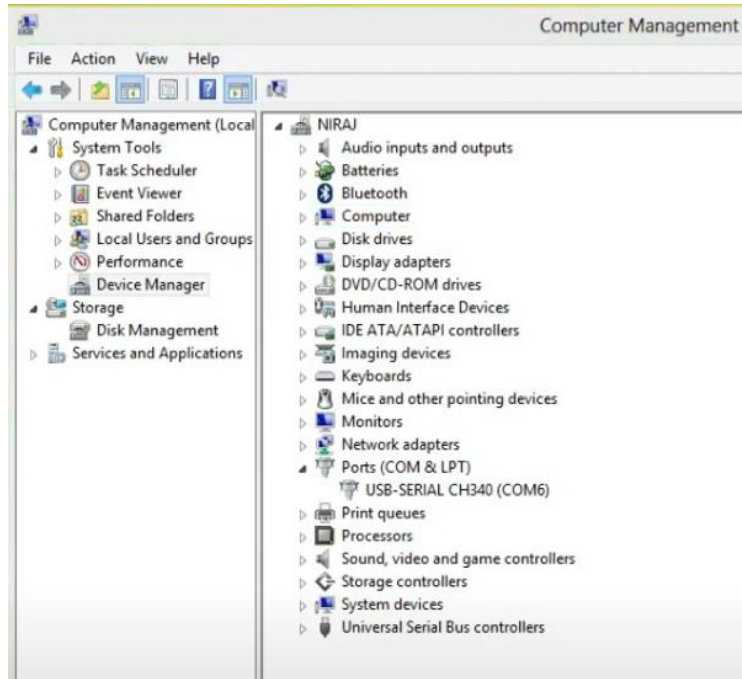 Computer Management
File Action View Help
Computer Management (Local
System Tools
Task Scheduler
Event Viewer
Shared Folders
Local Users and Groups
Performance
Device Manager
Storage
Disk Management
Services and Applications
NIRAJ
Audio inputs and outputs
Batteries
Bluetooth
Computer
Disk drives
Display adapters
DVD/CD-ROM drives
Human Interface Devices
IDE ATA/ATAPI controllers
Imaging devices
Keyboards
Mice and other pointing devices
Monitors
Network adapters
Ports (COM & LPT)
USB-SERIAL CH340 (COM6)
Print queues
Processors
Sound, video and game controllers
Storage controllers
System devices
Universal Serial Bus controllers